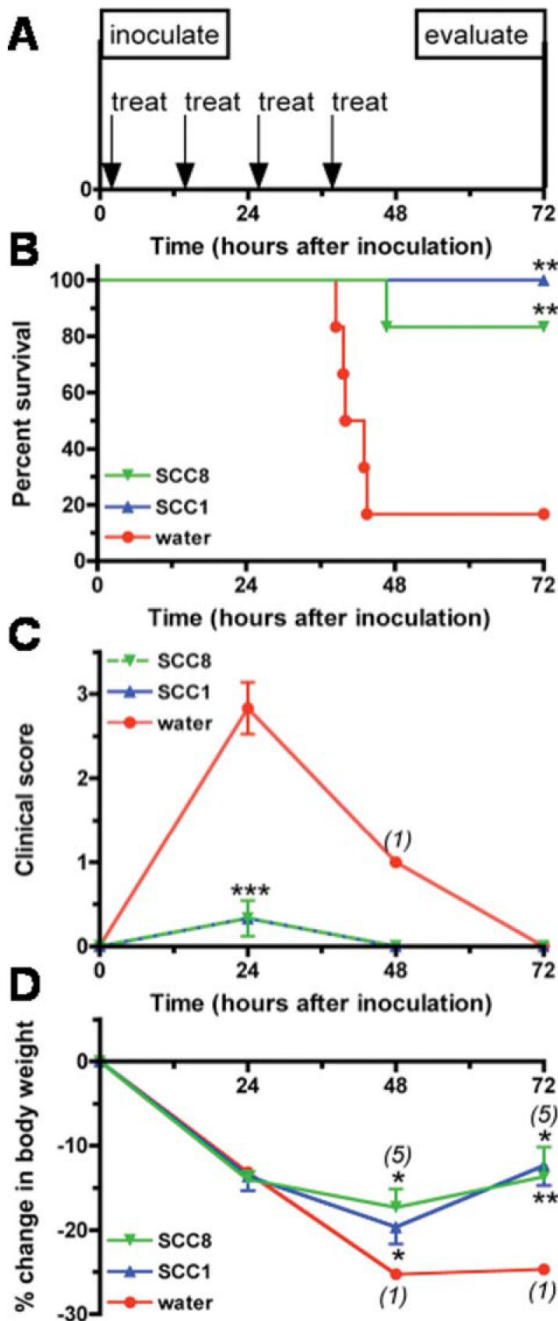 A
inoculate evaluate
treat treat treat treat
0
0 24 48 72
Time (hours after inoculation)
B
100
80
60
40
20
0
Percent survival
**
**
SCC8
SCC1
water
0 24 48 72
Time (hours after inoculation)
C
3
2
1
0
Clinical score
SCC8
SCC1
water
(1)
***
0 24 48 72
Time (hours after inoculation)
D
0
-10
-20
-30
% change in body weight
24 48 72
(5) (5)
* *
**
*
(1) (1)
SCC8
SCC1
water